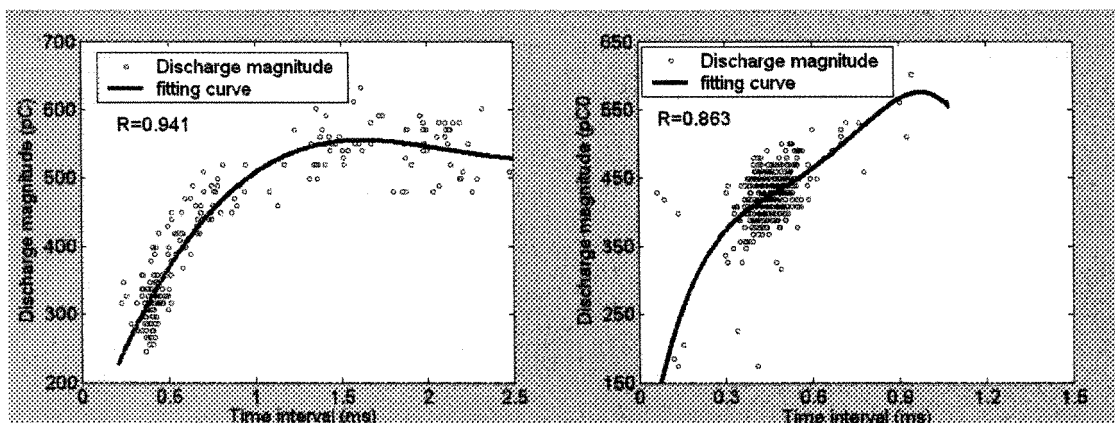 700
600
500
400
300
200
Discharge magnitude (pC)
Discharge magnitude
fitting curve
R=0.941
0
0.6
1
1.5
2
2.5
Time interval (ms)
650
550
450
350
250
150
Discharge magnitude (pC)
Discharge magnitude
fitting curve
R=0.863
0
0.3
0.6
0.9
1.2
1.5
Time interval (ms)